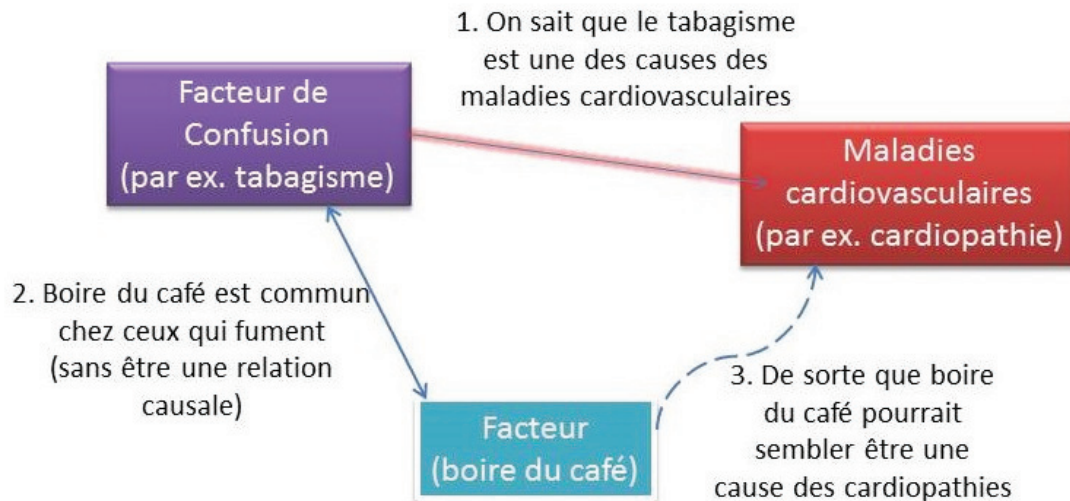 1. On sait que le tabagisme
est une des causes des
maladies cardiovasculaires
Facteur de
Confusion
(par ex. tabagisme)
Maladies
cardiovasculaires
(par ex. cardiopathie)
2. Boire du café est commun
chez ceux qui fument
(sans être une relation
causale)
Facteur
(boire du café)
3. De sorte que boire
du café pourrait
sembler être une
cause des cardiopathies